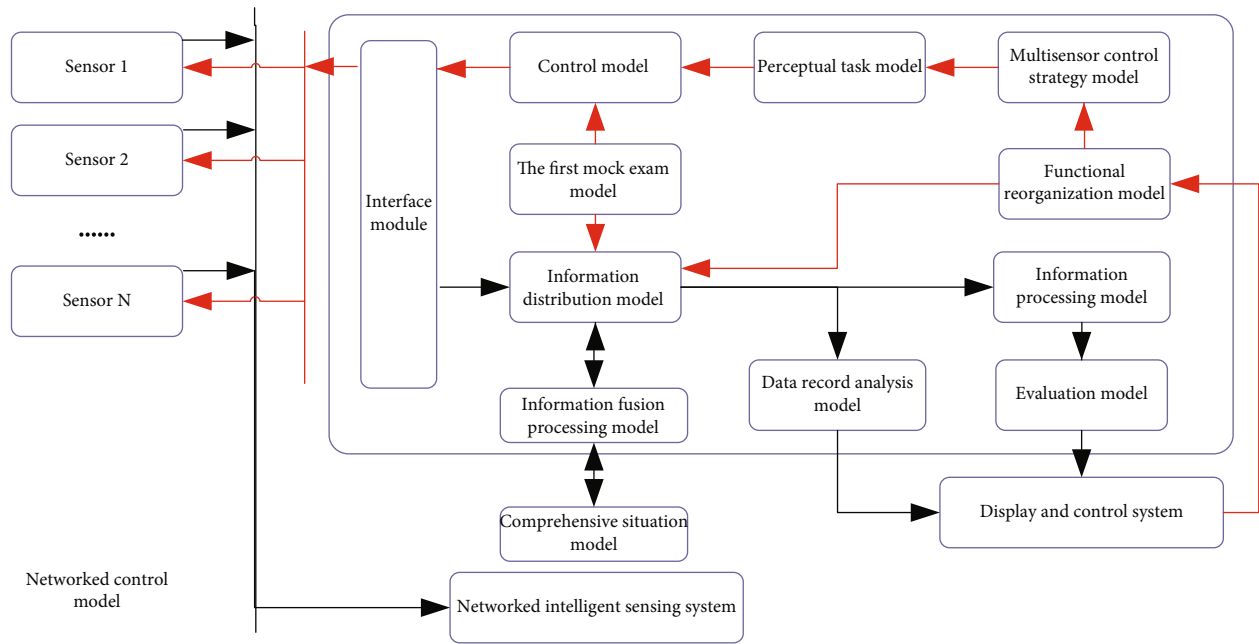 Sensor 1
Sensor 2
......
Sensor N
Networked control
model
Interface
module
Control model
Perceptual task model
Multisensor control
strategy model
The first mock exam
model
Functional
reorganization model
Information
distribution model
Information
processing model
Information fusion
processing model
Data record analysis
model
Evaluation model
Comprehensive situation
model
Display and control system
Networked intelligent sensing system